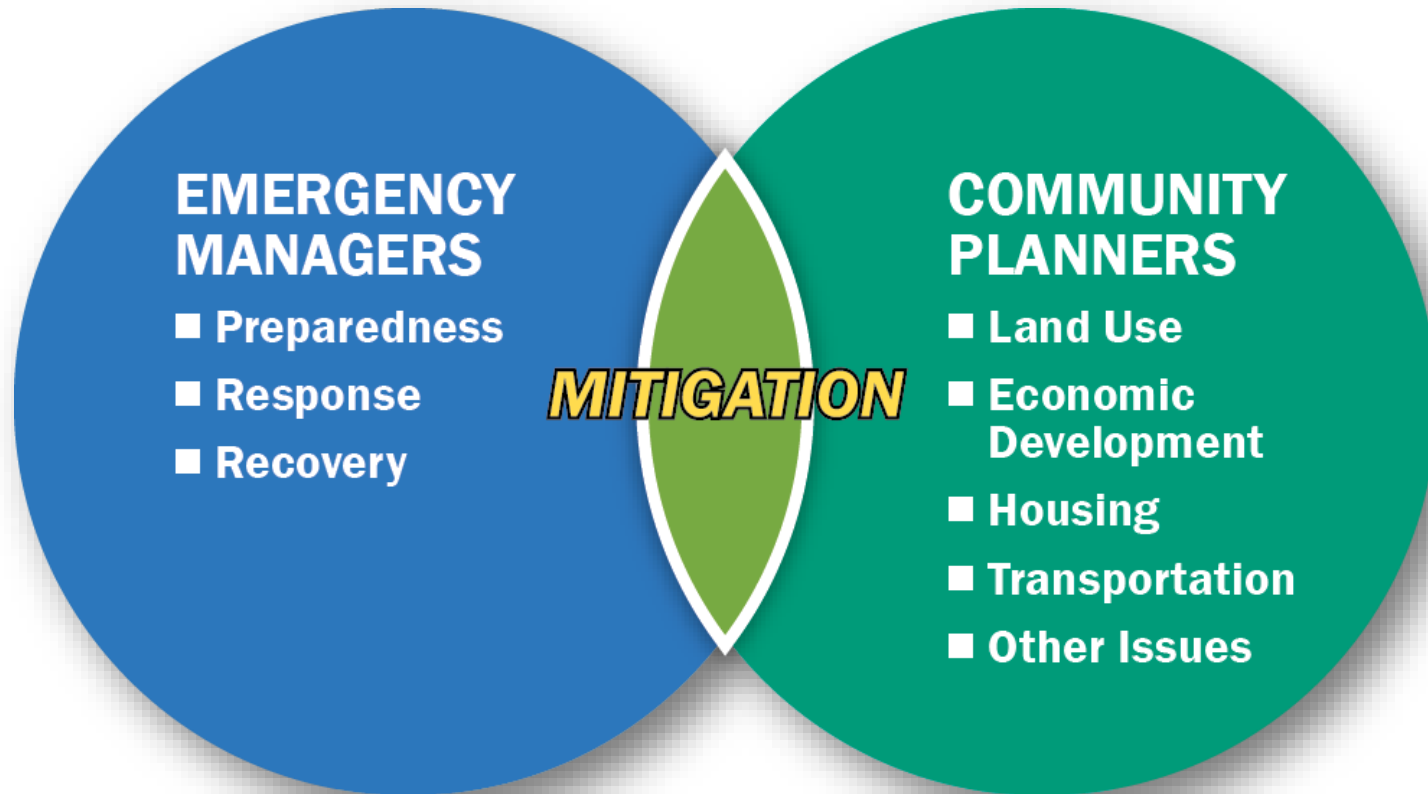 EMERGENCY
MANAGERS
■ Preparedness
■ Response
■ Recovery
MITIGATION
COMMUNITY
PLANNERS
■ Land Use
■ Economic
Development
■ Housing
■ Transportation
■ Other Issues